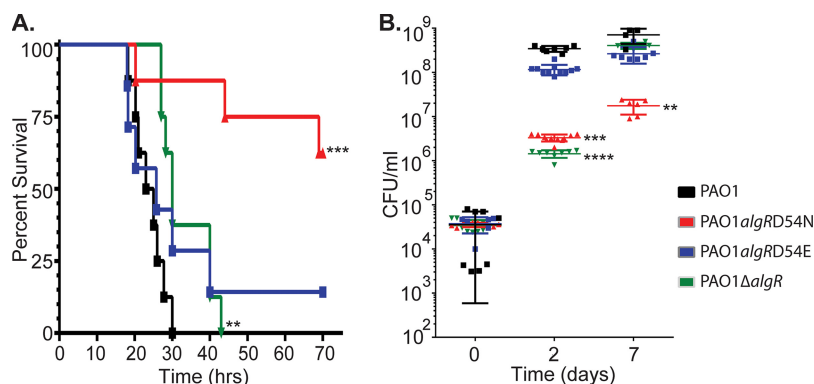 A.
Percent Survival
100
75
50
25
0
0 10 20 30 40 50 60 70
Time (hrs)
***
**
B.
CFU/ml
10^9
10^8
10^7
10^6
10^5
10^4
10^3
10^2
0 2 7
Time (days)
**
***
****
PAO1
PAO1algRD54N
PAO1algRD54E
PAO1ΔalgR